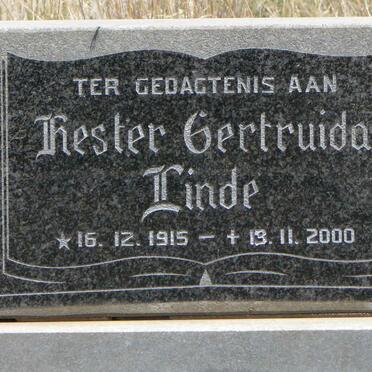 TER GEDAGTENIS AAN
Hester Gertruida
Linde
★ 16. 12. 1915 – + 13. 11. 2000